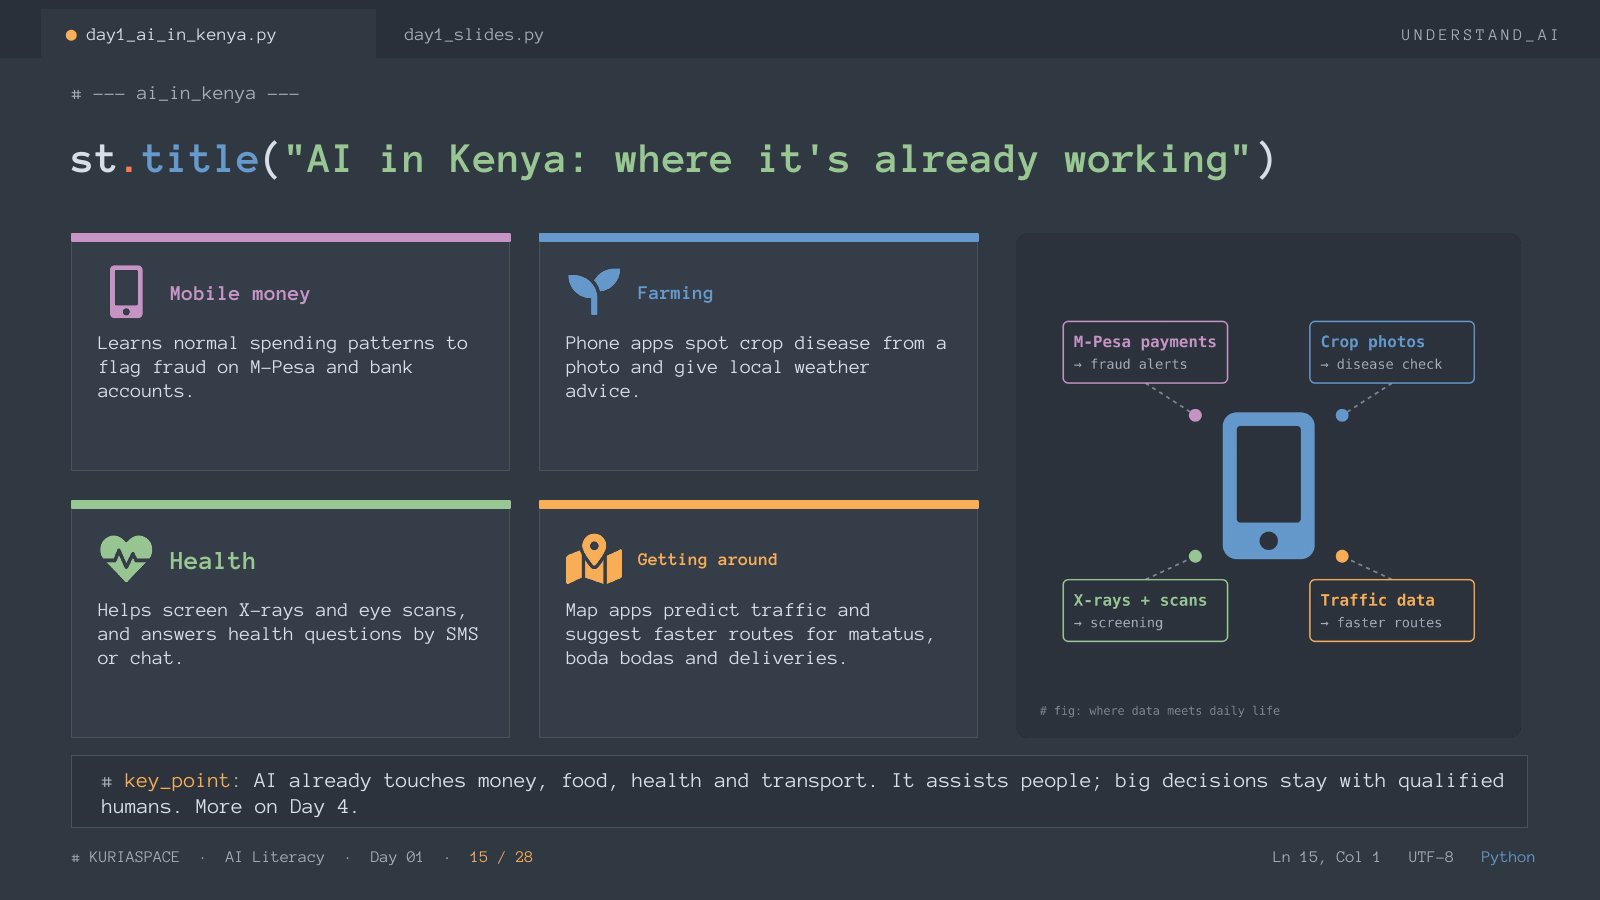 day1_ai_in_kenya.py
day1_slides.py
UNDERSTAND_AI
# --- ai_in_kenya ---
st.title("AI in Kenya: where it's already working")
Mobile money
Learns normal spending patterns to
flag fraud on M-Pesa and bank
accounts.
Farming
Phone apps spot crop disease from a
photo and give local weather
advice.
Health
Helps screen X-rays and eye scans,
and answers health questions by SMS
or chat.
Getting around
Map apps predict traffic and
suggest faster routes for matatus,
boda bodas and deliveries.
M-Pesa payments
→ fraud alerts
Crop photos
→ disease check
X-rays + scans
→ screening
Traffic data
→ faster routes
# fig: where data meets daily life
# key_point: AI already touches money, food, health and transport. It assists people; big decisions stay with qualified
humans. More on Day 4.
# KURIASPACE · AI Literacy · Day 01 · 15 / 28
Ln 15, Col 1 UTF-8 Python